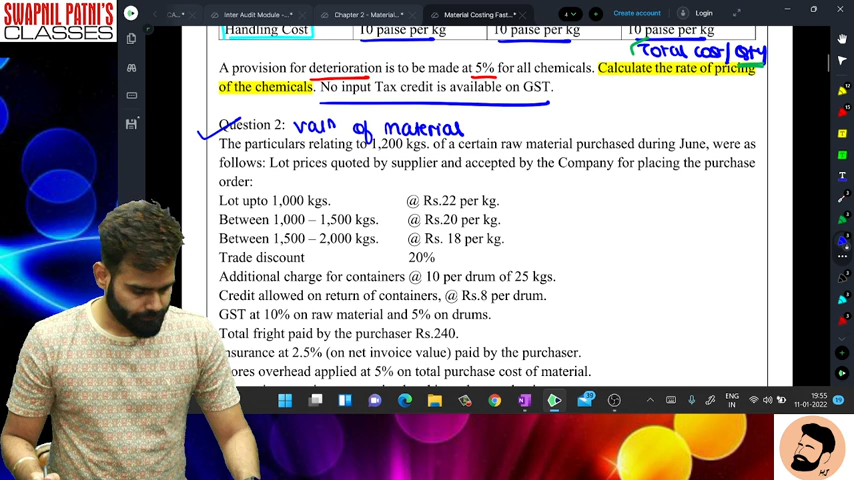 SWAPNIL PATNI'S
CLASSES
Inter Audit Module -...
Chapter 2 - Material...
Material Costing Fast...
Create account
Login
Handling Cost 10 paise per kg 10 paise per kg 10 paise per kg
Total cost/qty
A provision for deterioration is to be made at 5% for all chemicals. Calculate the rate of pricing
of the chemicals. No input Tax credit is available on GST.
Question 2: Valn of material
The particulars relating to 1,200 kgs. of a certain raw material purchased during June, were as
follows: Lot prices quoted by supplier and accepted by the Company for placing the purchase
order:
Lot upto 1,000 kgs. @ Rs.22 per kg.
Between 1,000 – 1,500 kgs. @ Rs.20 per kg.
Between 1,500 – 2,000 kgs. @ Rs. 18 per kg.
Trade discount 20%
Additional charge for containers @ 10 per drum of 25 kgs.
Credit allowed on return of containers, @ Rs.8 per drum.
GST at 10% on raw material and 5% on drums.
Total fright paid by the purchaser Rs.240.
nsurance at 2.5% (on net invoice value) paid by the purchaser.
tores overhead applied at 5% on total purchase cost of material.
ENG
IN
19:55
11-01-2022